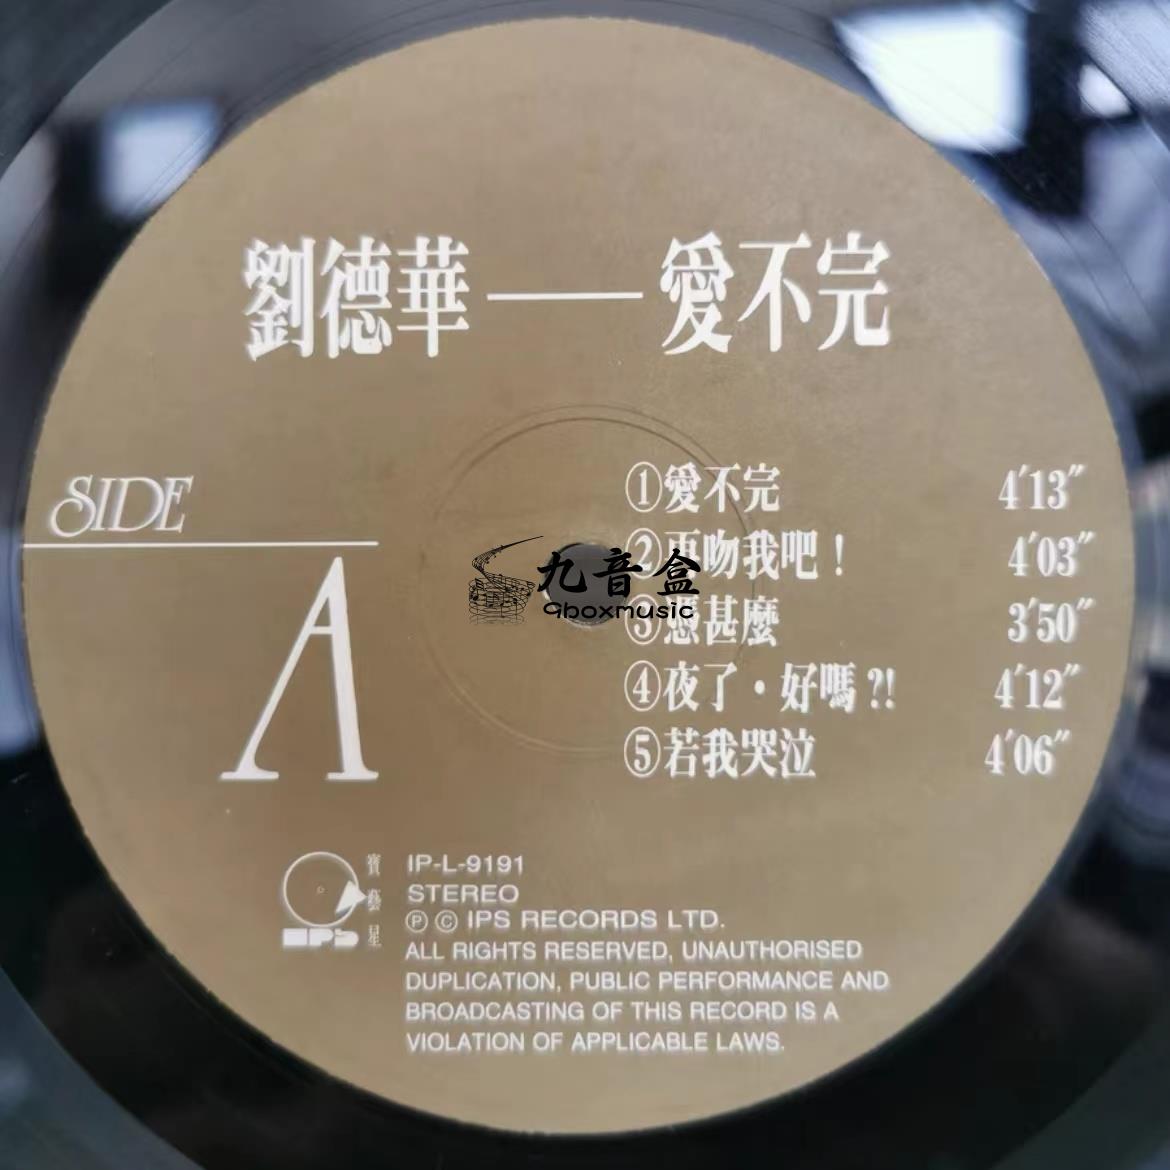 劉德華——愛不完
SIDE
A
①愛不完 4'13"
②再吻我吧！ 4'03"
③憑甚麼 3'50"
④夜了·好嗎?! 4'12"
⑤若我哭泣 4'06"
九音盒
9boxmusic
寶藝星
IPS
IP-L-9191
STEREO
Ⓟ © IPS RECORDS LTD.
ALL RIGHTS RESERVED, UNAUTHORISED
DUPLICATION, PUBLIC PERFORMANCE AND
BROADCASTING OF THIS RECORD IS A
VIOLATION OF APPLICABLE LAWS.